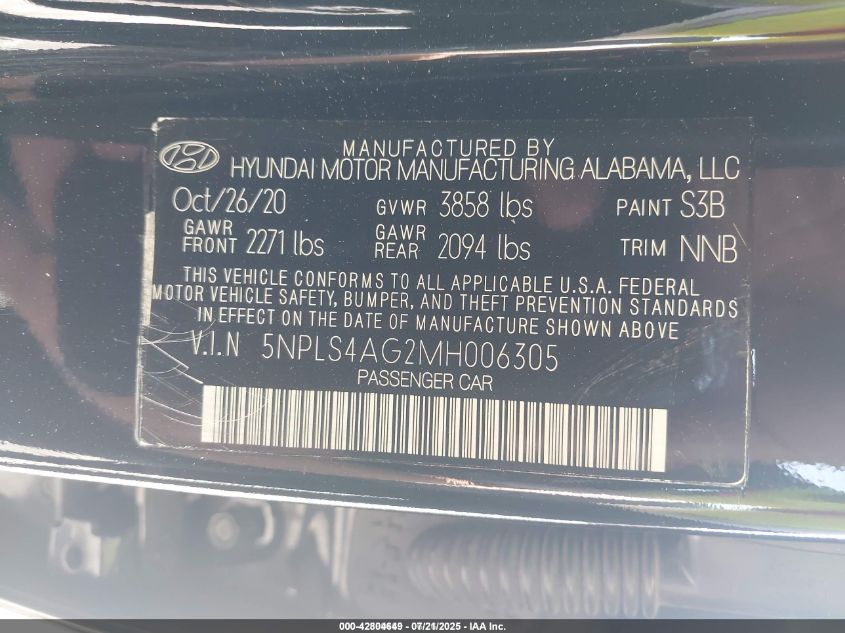 MANUFACTURED BY
HYUNDAI MOTOR MANUFACTURING ALABAMA, LLC
Oct/26/20 GVWR 3858 lbs PAINT S3B
GAWR FRONT 2271 lbs GAWR REAR 2094 lbs TRIM NNB
THIS VEHICLE CONFORMS TO ALL APPLICABLE U.S.A. FEDERAL
MOTOR VEHICLE SAFETY, BUMPER, AND THEFT PREVENTION STANDARDS
IN EFFECT ON THE DATE OF MANUFACTURE SHOWN ABOVE.
V.I.N 5NPLS4AG2MH006305
PASSENGER CAR
000-42804649 - 07/21/2025 - IAA Inc.